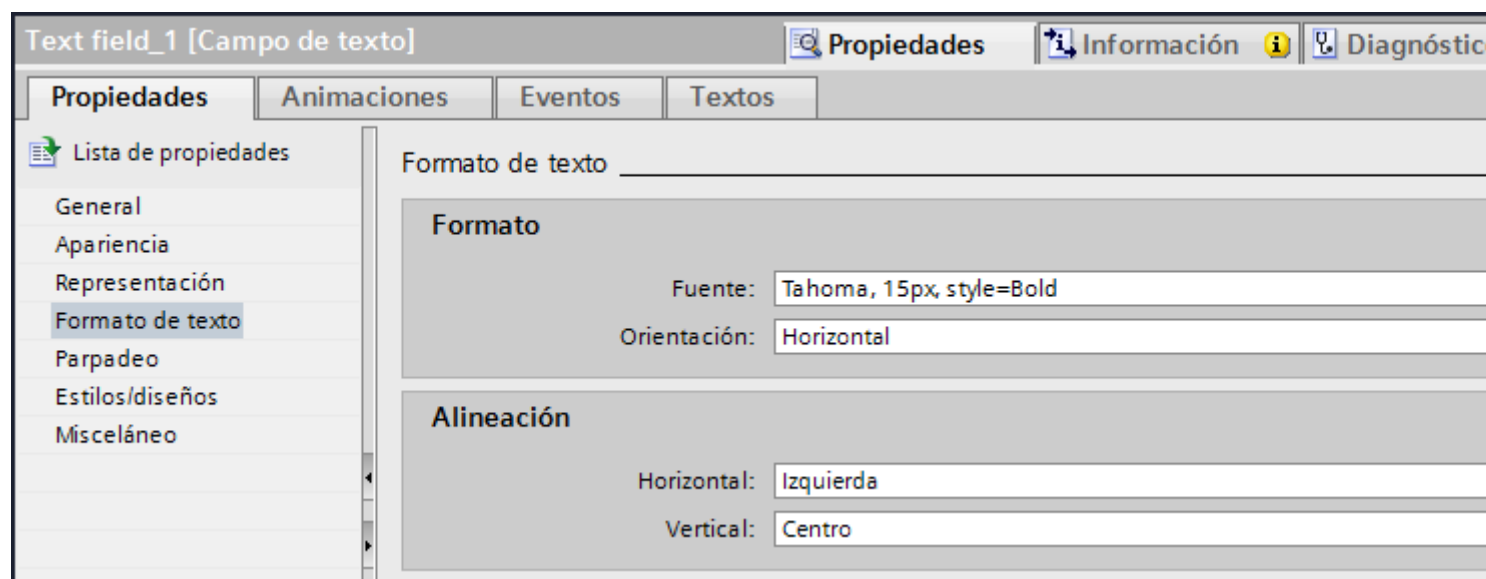 Text field_1 [Campo de texto]
Propiedades
Información
Diagnóstic
Propiedades
Animaciones
Eventos
Textos
Lista de propiedades
General
Apariencia
Representación
Formato de texto
Parpadeo
Estilos/diseños
Misceláneo
Formato de texto
Formato
Fuente: Tahoma, 15px, style=Bold
Orientación: Horizontal
Alineación
Horizontal: Izquierda
Vertical: Centro